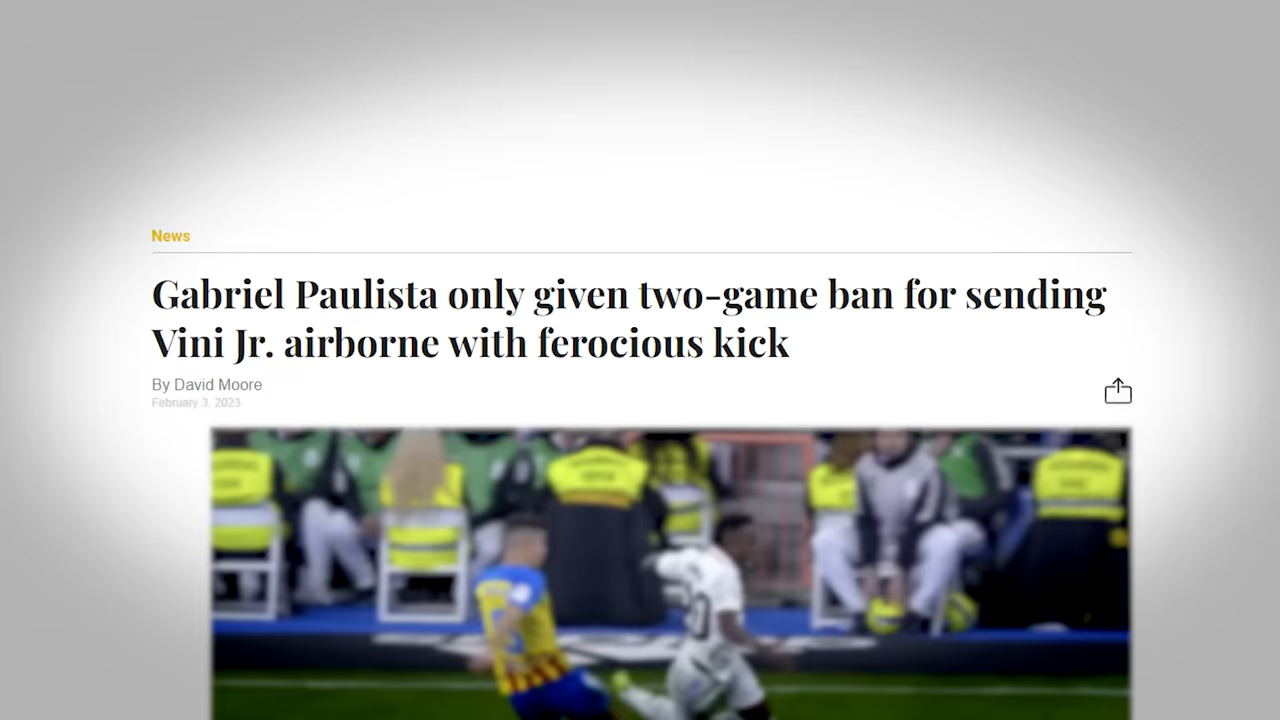 News
Gabriel Paulista only given two-game ban for sending
Vini Jr. airborne with ferocious kick
By David Moore
February 3, 2023